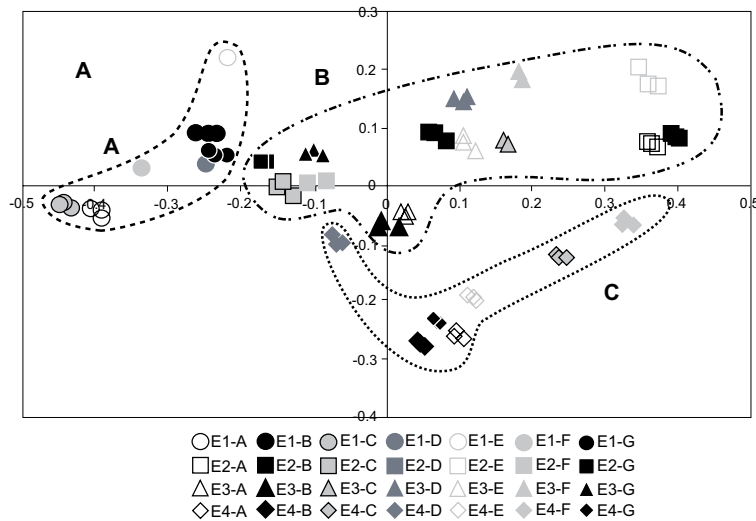 0.3
0.2
0.1
0
-0.1
-0.2
-0.3
-0.4
-0.5
-0.4
-0.3
-0.2
-0.1
0
0.1
0.2
0.3
0.4
0.5
A
A
B
C
E1-A E1-B E1-C E1-D E1-E E1-F E1-G
E2-A E2-B E2-C E2-D E2-E E2-F E2-G
E3-A E3-B E3-C E3-D E3-E E3-F E3-G
E4-A E4-B E4-C E4-D E4-E E4-F E4-G